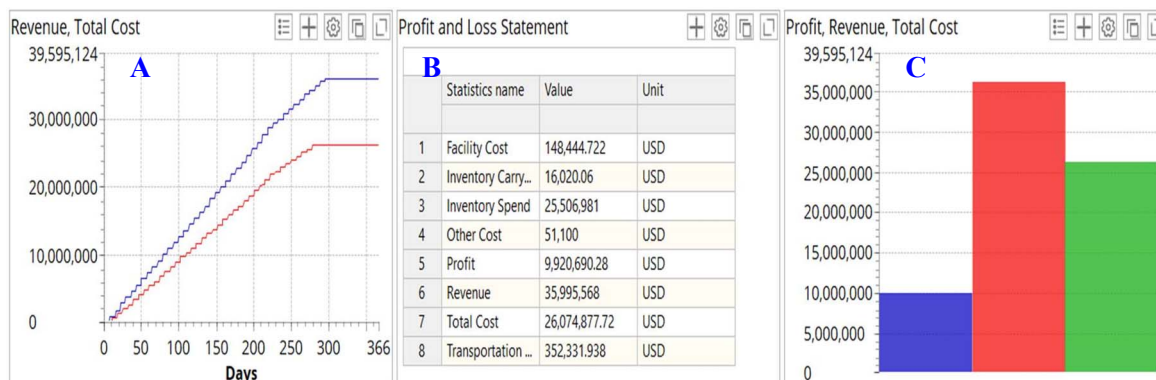 Revenue, Total Cost
39,595,124
A
30,000,000
20,000,000
10,000,000
0
0 50 100 150 200 250 300 366
Days
Profit and Loss Statement
B
Statistics name Value Unit
1 Facility Cost 148,444.722 USD
2 Inventory Carry... 16,020.06 USD
3 Inventory Spend 25,506,981 USD
4 Other Cost 51,100 USD
5 Profit 9,920,690.28 USD
6 Revenue 35,995,568 USD
7 Total Cost 26,074,877.72 USD
8 Transportation ... 352,331.938 USD
Profit, Revenue, Total Cost
39,595,124
C
35,000,000
30,000,000
25,000,000
20,000,000
15,000,000
10,000,000
5,000,000
0